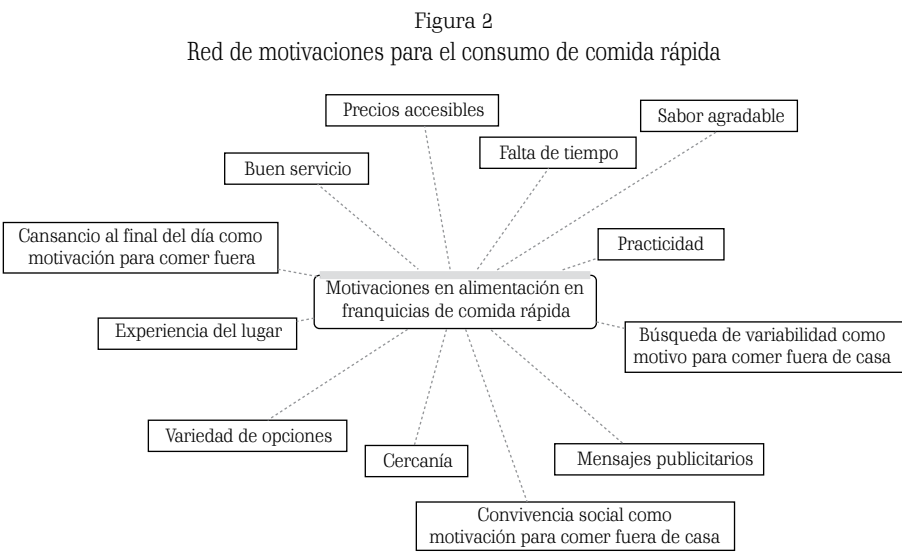 Figura 2
Red de motivaciones para el consumo de comida rápida
Precios accesibles
Sabor agradable
Falta de tiempo
Buen servicio
Cansancio al final del día como
motivación para comer fuera
Practicidad
Motivaciones en alimentación en
franquicias de comida rápida
Experiencia del lugar
Búsqueda de variabilidad como
motivo para comer fuera de casa
Variedad de opciones
Cercanía
Mensajes publicitarios
Convivencia social como
motivación para comer fuera de casa